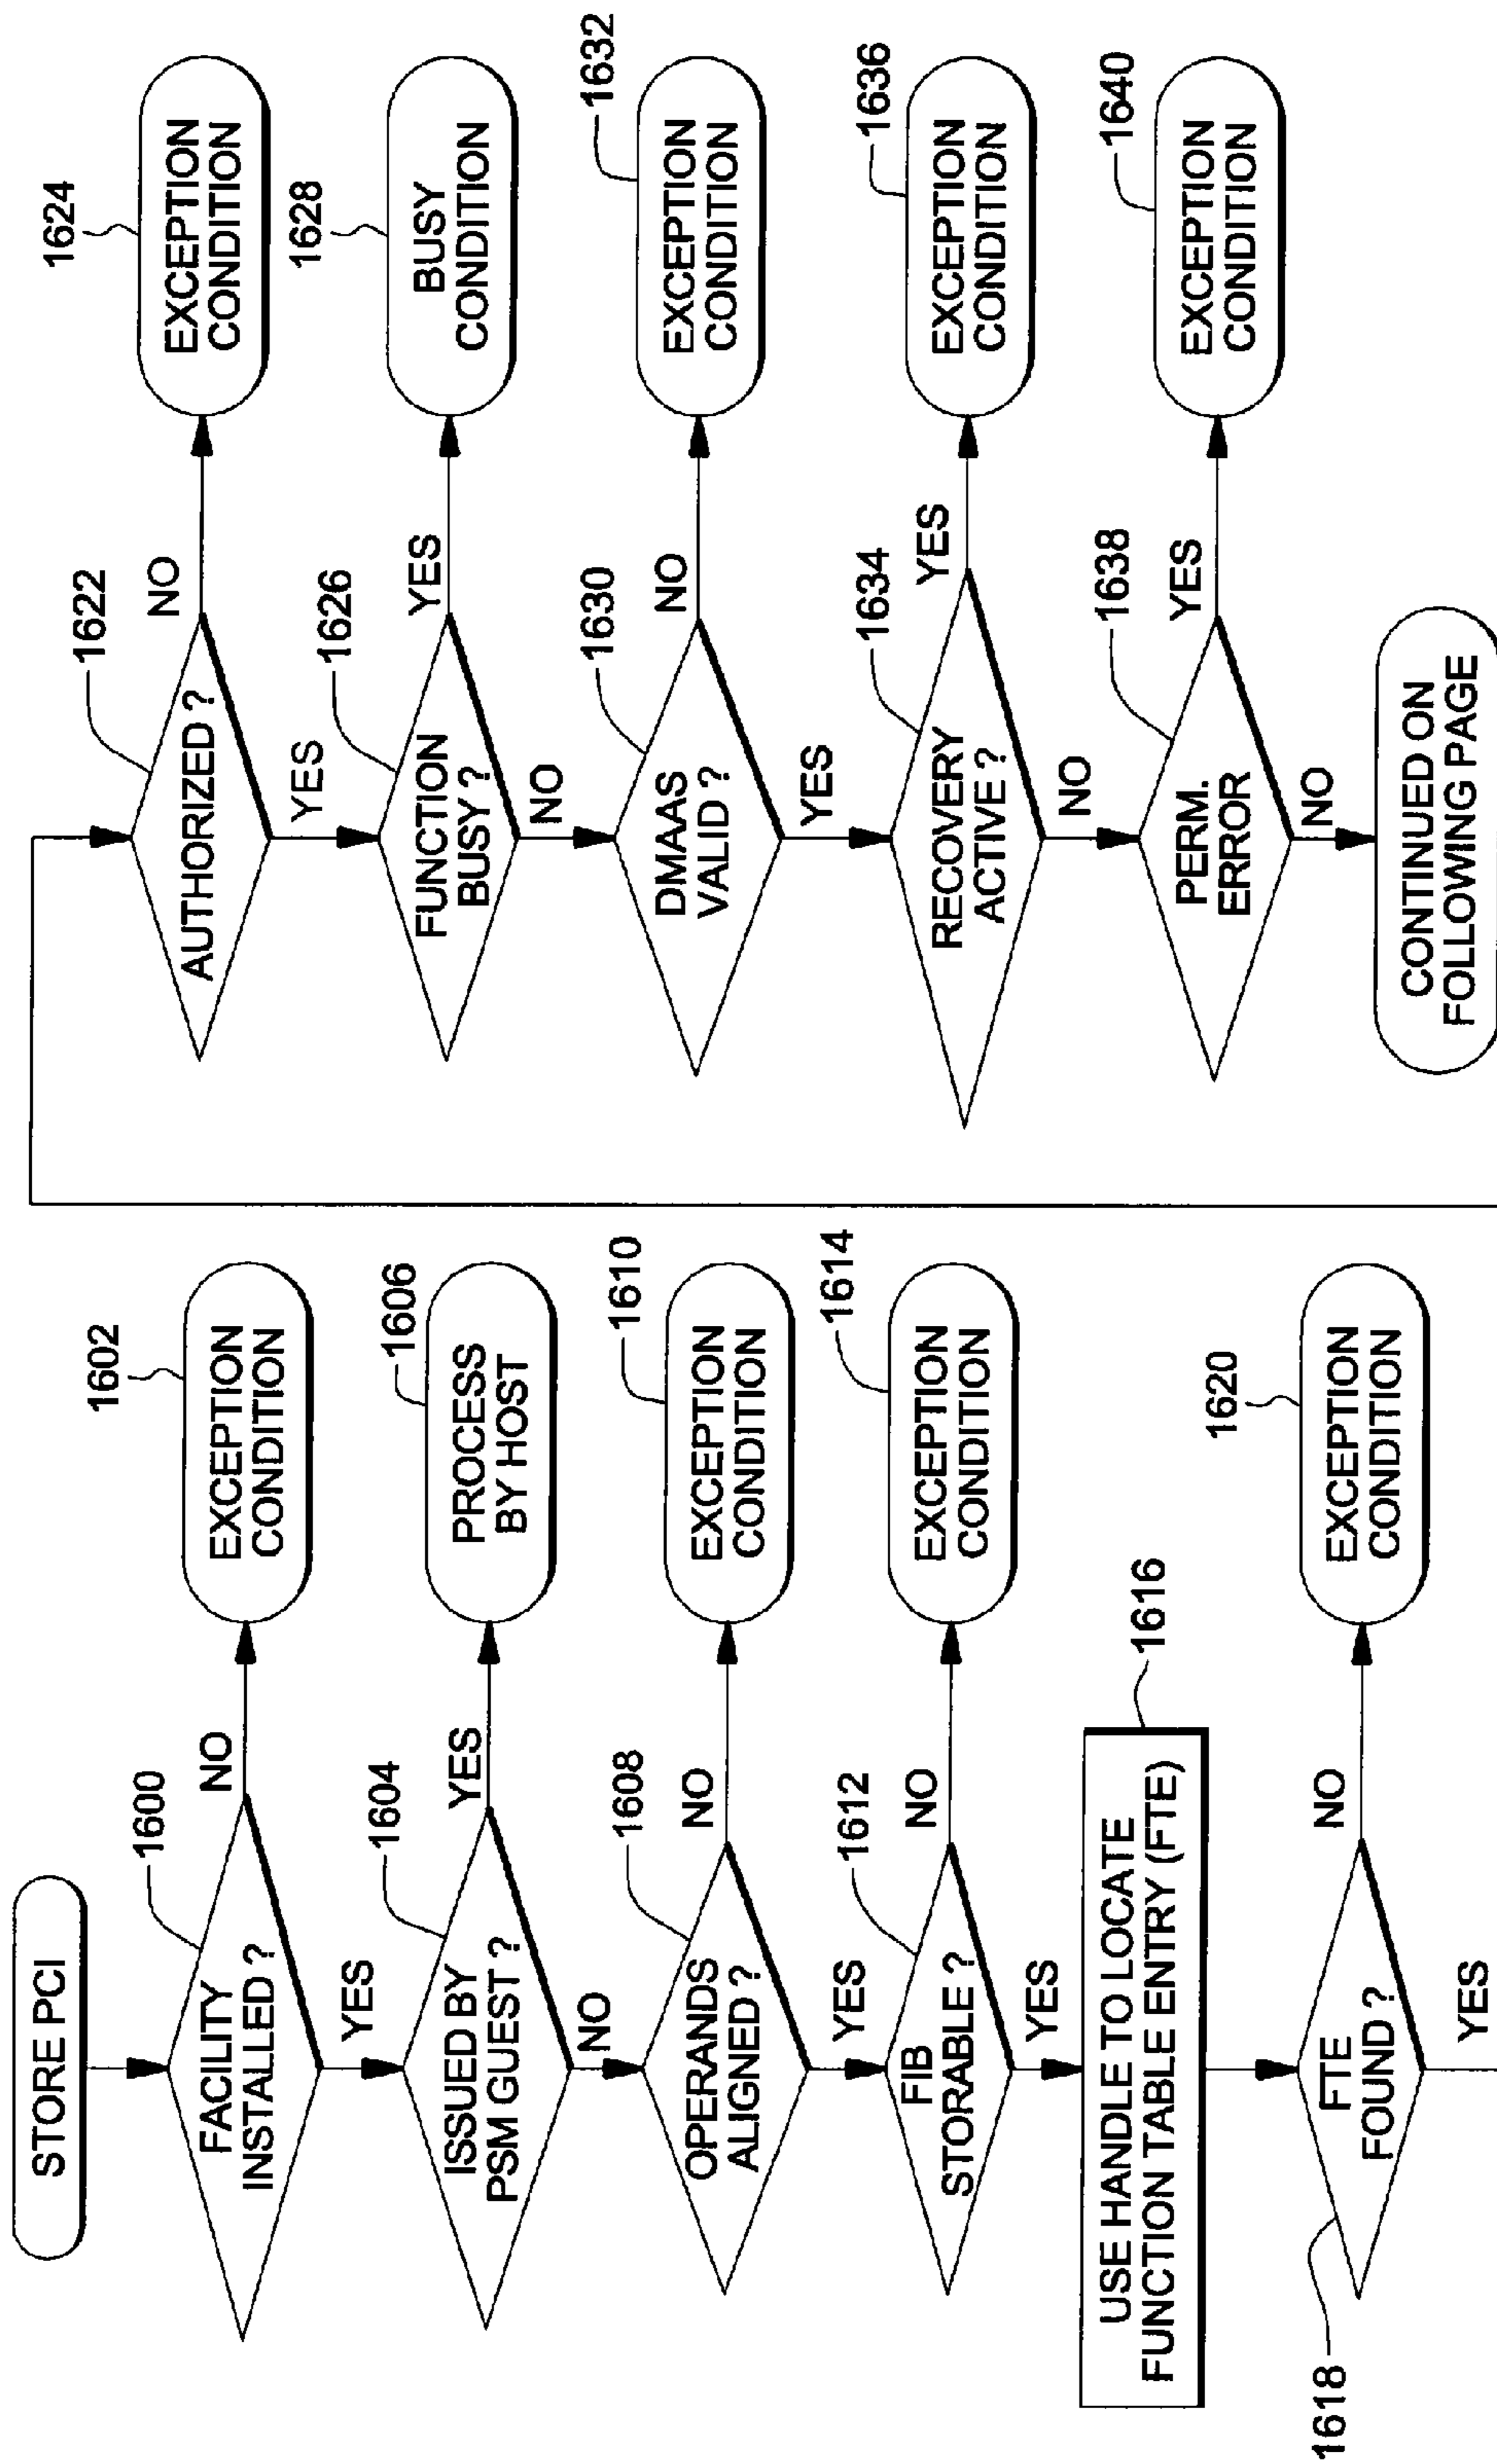 STORE PCI
1600
FACILITY
INSTALLED ?
NO
1602
EXCEPTION
CONDITION
YES
1604
ISSUED BY
PSM GUEST ?
YES
1606
PROCESS
BY HOST
NO
1608
OPERANDS
ALIGNED ?
NO
1610
EXCEPTION
CONDITION
YES
1612
FIB
STORABLE ?
NO
1614
EXCEPTION
CONDITION
YES
1616
USE HANDLE TO LOCATE
FUNCTION TABLE ENTRY (FTE)
1618
FTE
FOUND ?
NO
1620
EXCEPTION
CONDITION
YES
1622
AUTHORIZED ?
NO
1624
EXCEPTION
CONDITION
YES
1626
FUNCTION
BUSY ?
YES
1628
BUSY
CONDITION
NO
1630
DMAAS
VALID ?
NO
1632
EXCEPTION
CONDITION
YES
1634
RECOVERY
ACTIVE ?
YES
1636
EXCEPTION
CONDITION
NO
1638
PERM.
ERROR
YES
1640
EXCEPTION
CONDITION
NO
CONTINUED ON
FOLLOWING PAGE